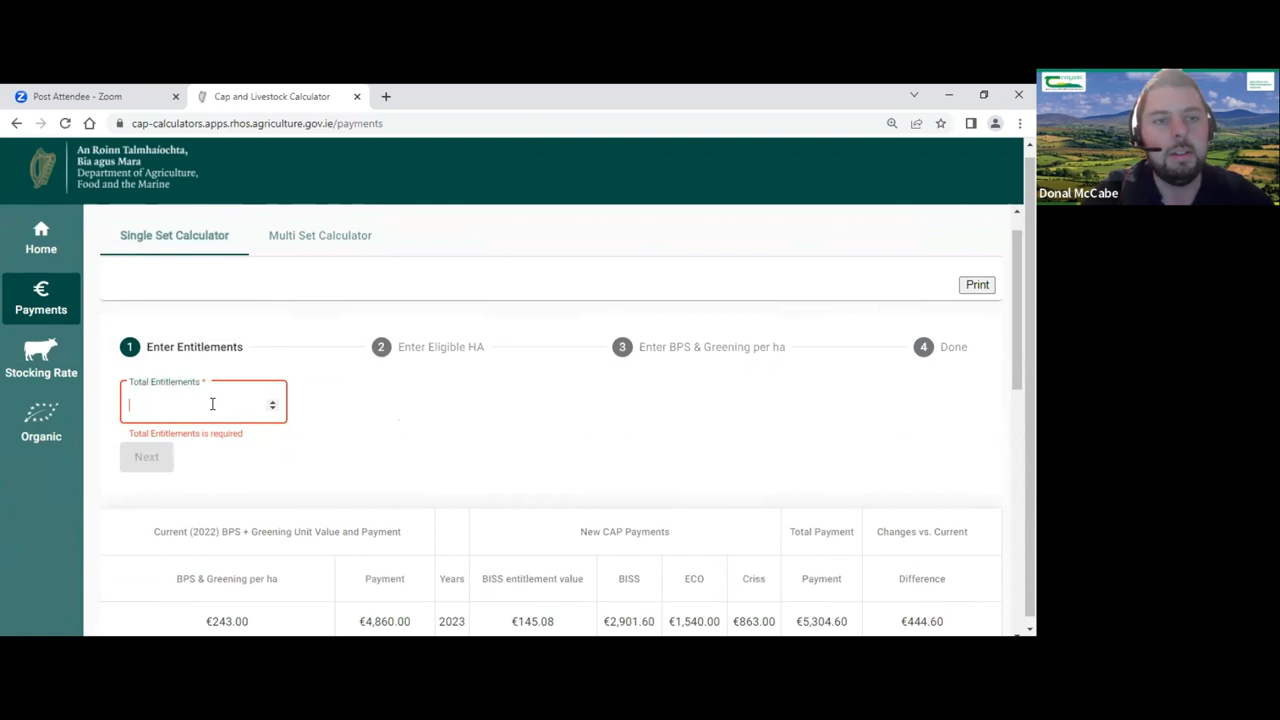 Post Attendee - Zoom
Cap and Livestock Calculator
cap-calculators.apps.rhos.agriculture.gov.ie/payments
An Roinn Talmhaíochta,
Bia agus Mara
Department of Agriculture,
Food and the Marine
Donal McCabe
Home
Payments
Stocking Rate
Organic
Single Set Calculator
Multi Set Calculator
Print
1 Enter Entitlements
2 Enter Eligible HA
3 Enter BPS & Greening per ha
4 Done
Total Entitlements *
Total Entitlements is required
Next
Current (2022) BPS + Greening Unit Value and Payment
New CAP Payments
Total Payment
Changes vs. Current
BPS & Greening per ha
Payment
Years
BISS entitlement value
BISS
ECO
Criss
Payment
Difference
€243.00
€4,860.00
2023
€145.08
€2,901.60
€1,540.00
€863.00
€5,304.60
€444.60